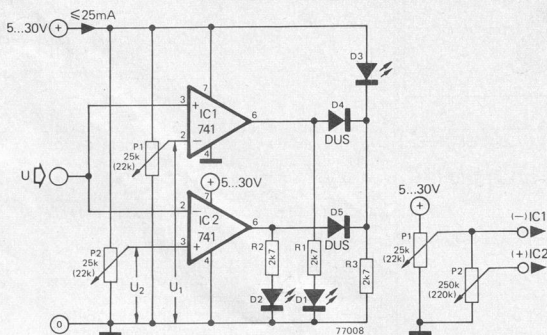 ≤25mA
5...30V
D3
7
3
+
IC1
6
D4
2
−
741
DUS
4
P1
25k
(22k)
U
5...30V
7
2
−
IC2
6
D5
3
+
741
DUS
4
P2
25k
(22k)
U2
U1
R2
2k7
R1
2k7
R3
2k7
D2
D1
0
77008
5...30V
(−) IC1
P1
25k
(22k)
P2
250k
(220k)
(+) IC2